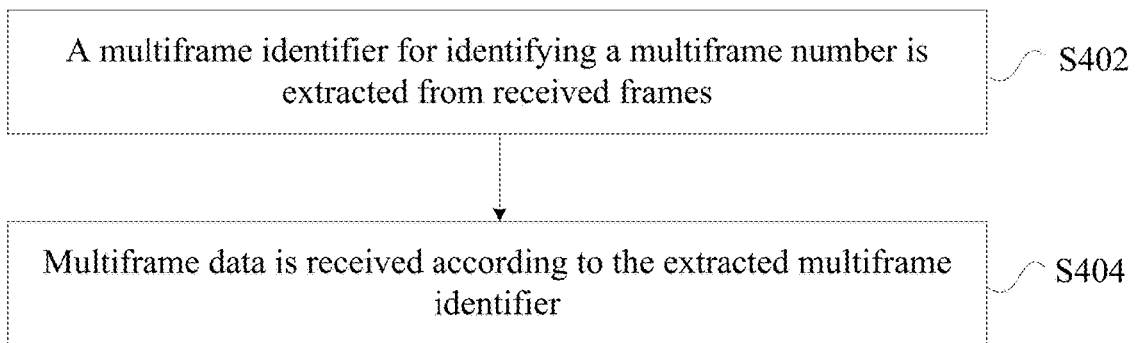 A multiframe identifier for identifying a multiframe number is
extracted from received frames
S402
Multiframe data is received according to the extracted multiframe
identifier
S404